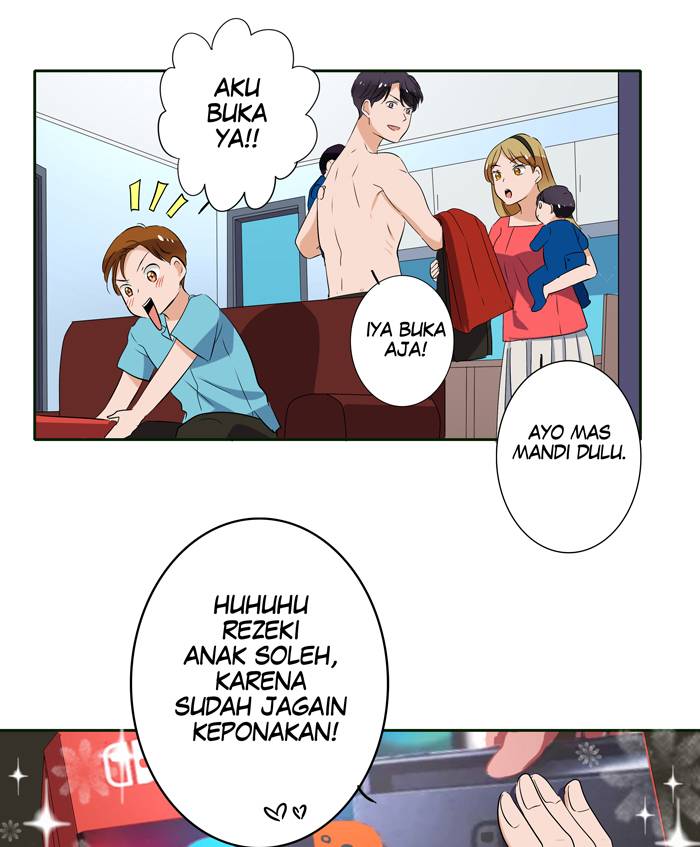 AKU
BUKA
YA!!
IYA BUKA
AJA!
AYO MAS
MANDI DULU.
HUHUHU
REZEKI
ANAK SOLEH,
KARENA
SUDAH JAGAIN
KEPONAKAN!